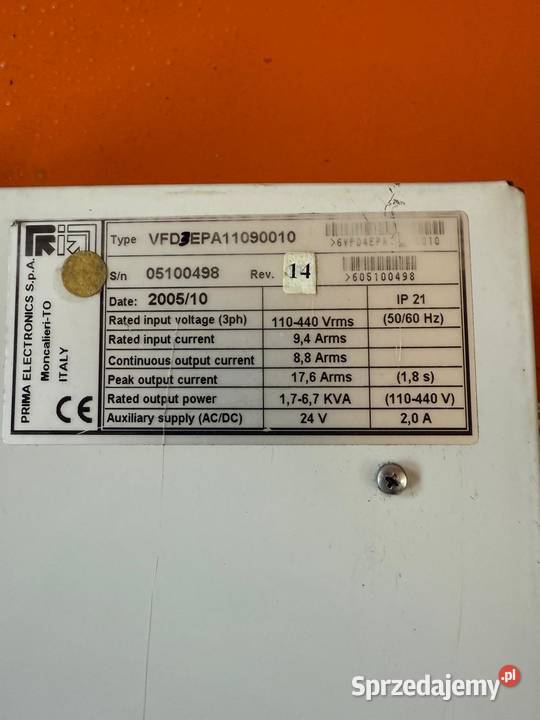 PRIMA ELECTRONICS S.p.A.
Moncalieri-TO
ITALY
CE
Type VFD3EPA11090010
S/n 05100498 Rev. 14 >605100498
Date: 2005/10 IP 21
Rated input voltage (3ph) 110-440 Vrms (50/60 Hz)
Rated input current 9,4 Arms
Continuous output current 8,8 Arms
Peak output current 17,6 Arms (1,8 s)
Rated output power 1,7-6,7 KVA (110-440 V)
Auxiliary supply (AC/DC) 24 V 2,0 A
Sprzedajemy.pl